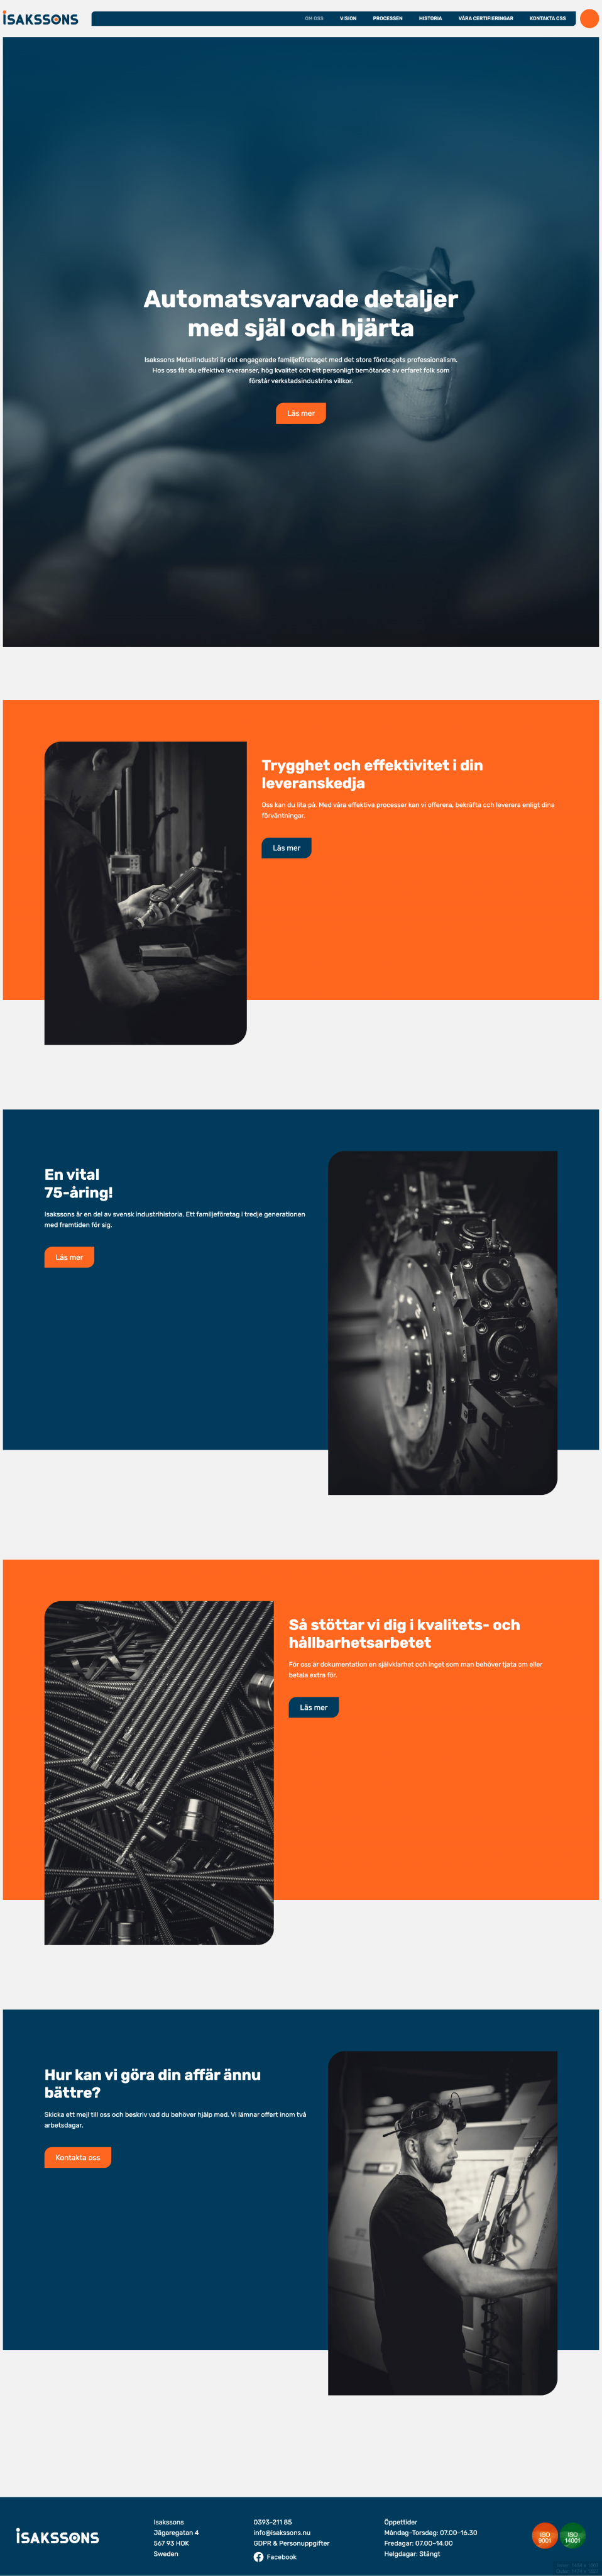 isakssons
OM OSS VISION PROCESSEN HISTORIA VÅRA CERTIFIERINGAR KONTAKTA OSS
Automatsvarvade detaljer
med själ och hjärta
Isakssons Metallindustri är det engagerade familjeföretaget med det stora företagets professionalism.
Hos oss får du effektiva leveranser, hög kvalitet och ett personligt bemötande av erfaret folk som
förstår verkstadsindustrins villkor.
Läs mer
Trygghet och effektivitet i din
leveranskedja
Oss kan du lita på. Med våra effektiva processer kan vi offerera, bekräfta och leverera enligt dina
förväntningar.
Läs mer
En vital
75-åring!
Isakssons är en del av svensk industrihistoria. Ett familjeföretag i tredje generationen
med framtiden för sig.
Läs mer
Så stöttar vi dig i kvalitets- och
hållbarhetsarbetet
För oss är dokumentation en självklarhet och inget som man behöver tjata om eller
betala extra för.
Läs mer
Hur kan vi göra din affär ännu
bättre?
Skicka ett mejl till oss och beskriv vad du behöver hjälp med. Vi lämnar offert inom två
arbetsdagar.
Kontakta oss
isakssons
Isakssons
Jägaregatan 4
567 93 HOK
Sweden
0393-211 85
info@isakssons.nu
GDPR & Personuppgifter
Facebook
Öppettider
Måndag-Torsdag: 07.00–16.30
Fredagar: 07.00–14.00
Helgdagar: Stängt
ISO
9001
ISO
14001